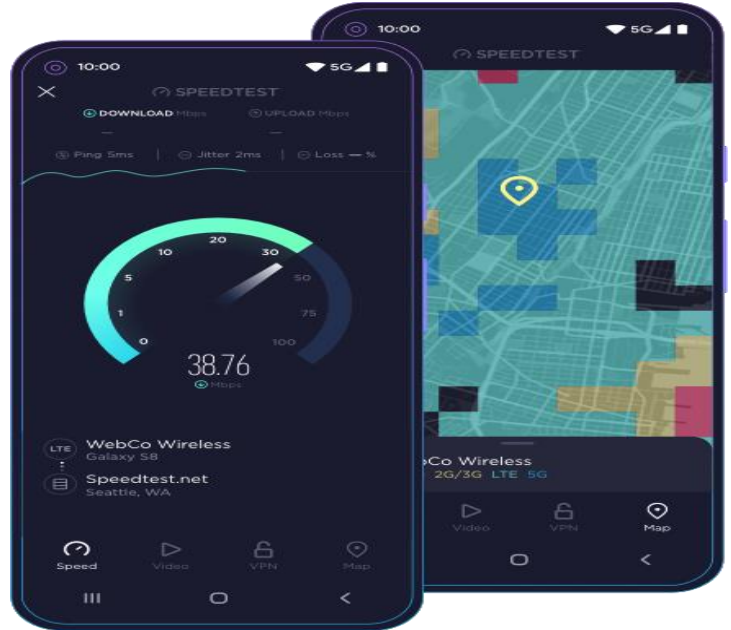 10:00
5G
SPEEDTEST
DOWNLOAD Mbps
UPLOAD Mbps
Ping 5ms
Jitter 2ms
Loss — %
0
1
5
10
20
30
50
75
100
38.76
Mbps
LTE
WebCo Wireless
Galaxy S8
Speedtest.net
Seattle, WA
Speed
Video
VPN
Map
10:00
5G
SPEEDTEST
Co Wireless
2G/3G LTE 5G
Video
VPN
Map